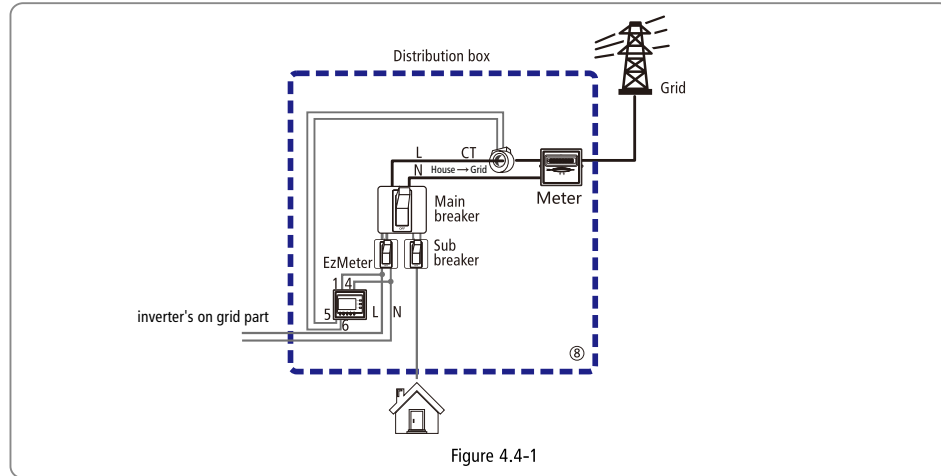 Distribution box
Grid
L
CT
N
House → Grid
Meter
Main
breaker
OFF
Sub
breaker
EzMeter
1 4
5
6
L N
inverter's on grid part
⑧
Figure 4.4-1